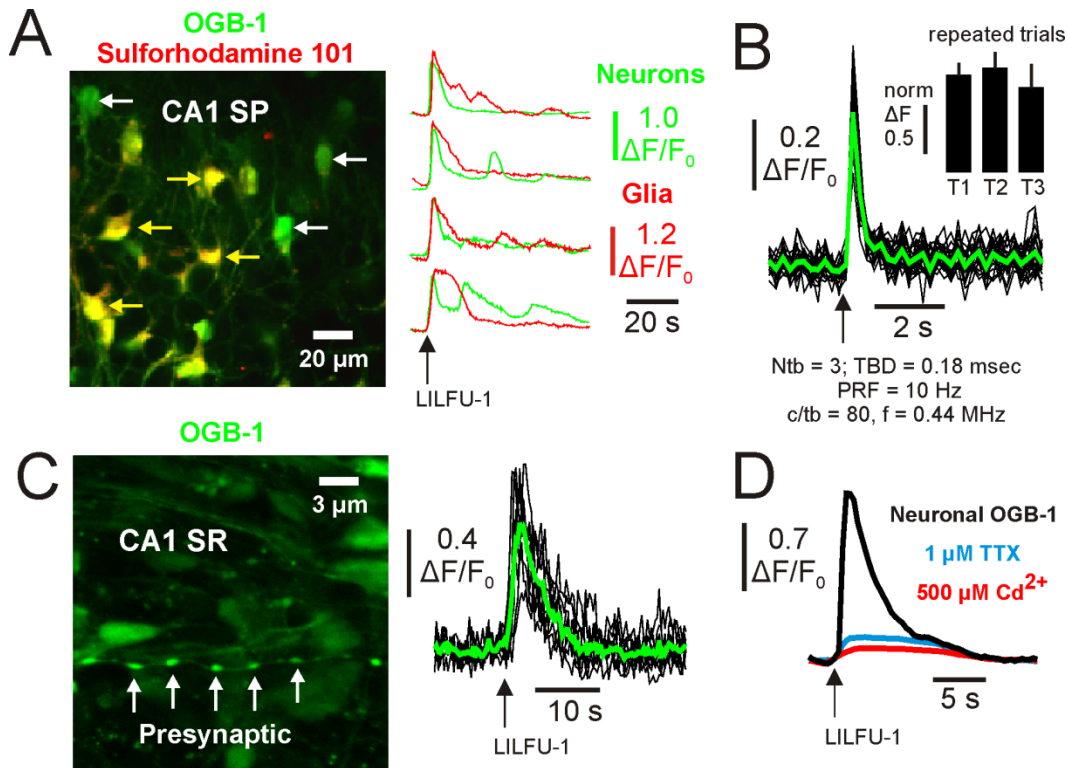 A
OGB-1
Sulforhodamine 101
CA1 SP
20 µm
Neurons
1.0
ΔF/F₀
Glia
1.2
ΔF/F₀
20 s
LILFU-1
B
repeated trials
norm
ΔF
0.5
T1 T2 T3
0.2
ΔF/F₀
2 s
Ntb = 3; TBD = 0.18 msec
PRF = 10 Hz
c/tb = 80, f = 0.44 MHz
C
OGB-1
3 µm
CA1 SR
Presynaptic
0.4
ΔF/F₀
10 s
LILFU-1
D
0.7
ΔF/F₀
Neuronal OGB-1
1 µM TTX
500 µM Cd²⁺
5 s
LILFU-1